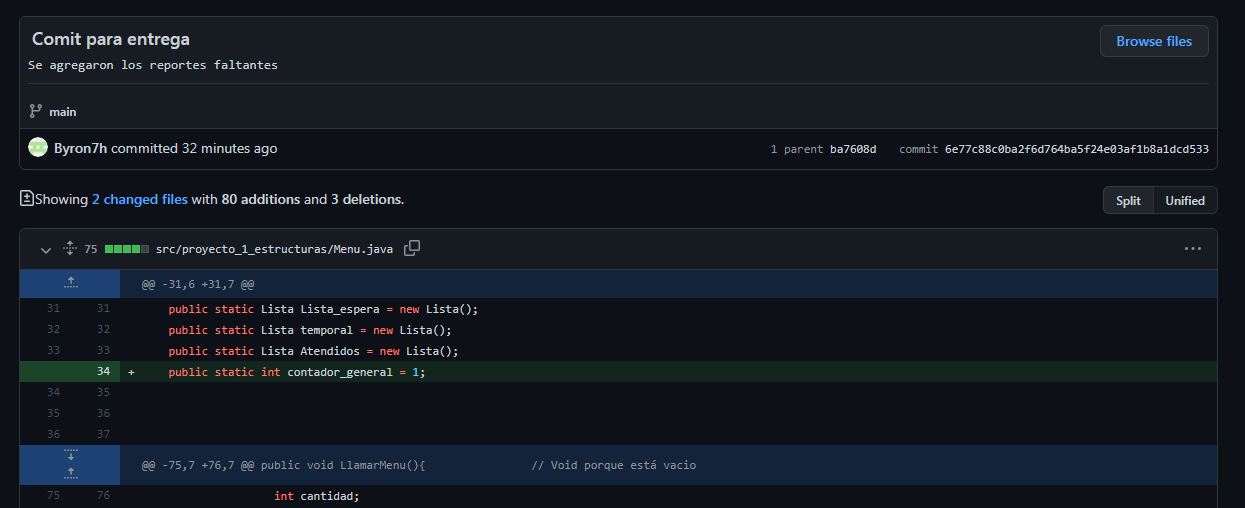 Comit para entrega
Browse files
Se agregaron los reportes faltantes
main
Byron7h committed 32 minutes ago
1 parent ba7608d commit 6e77c88c0ba2f6d764ba5f24e03af1b8a1dcd533
Showing 2 changed files with 80 additions and 3 deletions.
Split Unified
75 src/proyecto_1_estructuras/Menu.java
@@ -31,6 +31,7 @@
31 31 public static Lista Lista_espera = new Lista();
32 32 public static Lista temporal = new Lista();
33 33 public static Lista Atendidos = new Lista();
34 + public static int contador_general = 1;
34 35
35 36
36 37
@@ -75,7 +76,7 @@ public void LlamarMenu(){ // Void porque está vacio
75 76 int cantidad;